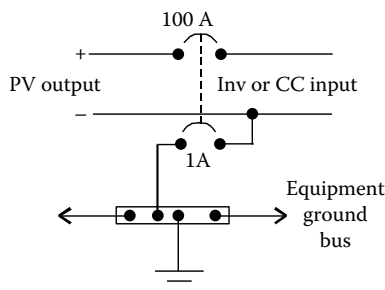 100 A
+
PV output
Inv or CC input
–
1A
Equipment
ground
bus